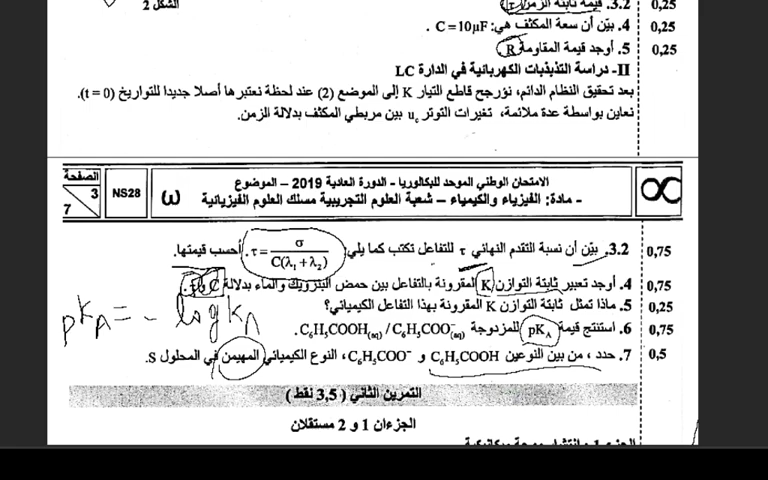 الشكل 2
0,25 3.2. قيمة ثابتة الزمن τ.
0,25 4. بيّن أن سعة المكثف هي: C = 10μF .
0,25 5. أوجد قيمة المقاومة R.
II- دراسة التذبذبات الكهربائية في الدارة LC
بعد تحقيق النظام الدائم، نؤرجح قاطع التيار K إلى الموضع (2) عند لحظة نعتبرها أصلا جديدا للتواريخ (t = 0).
نعاين بواسطة عدة ملائمة، تغيرات التوتر u_c بين مربطي المكثف بدلالة الزمن.
الصفحة
3
7
NS28
الامتحان الوطني الموحد للبكالوريا - الدورة العادية 2019 – الموضوع
- مادة: الفيزياء والكيمياء – شعبة العلوم التجريبية مسلك العلوم الفيزيائية
0,75 3.2. بيّن أن نسبة التقدم النهائي τ للتفاعل تكتب كما يلي: τ = σ / C(λ₁ + λ₂) . أحسب قيمتها.
0,75 4. أوجد تعبير ثابتة التوازن K المقرونة بالتفاعل بين حمض البنزويك والماء بدلالة C و τ.
0,25 5. ماذا تمثل ثابتة التوازن K المقرونة بهذا التفاعل الكيميائي؟
pK_A = - log K_A
0,75 6. استنتج قيمة pK_A للمزدوجة C₆H₅COOH(aq) / C₆H₅COO⁻(aq) .
0,5 7. حدد ، من بين النوعين C₆H₅COOH و C₆H₅COO⁻، النوع الكيميائي المهيمن في المحلول S.
التمرين الثاني ( 3,5 نقط )
الجزءان 1 و 2 مستقلان